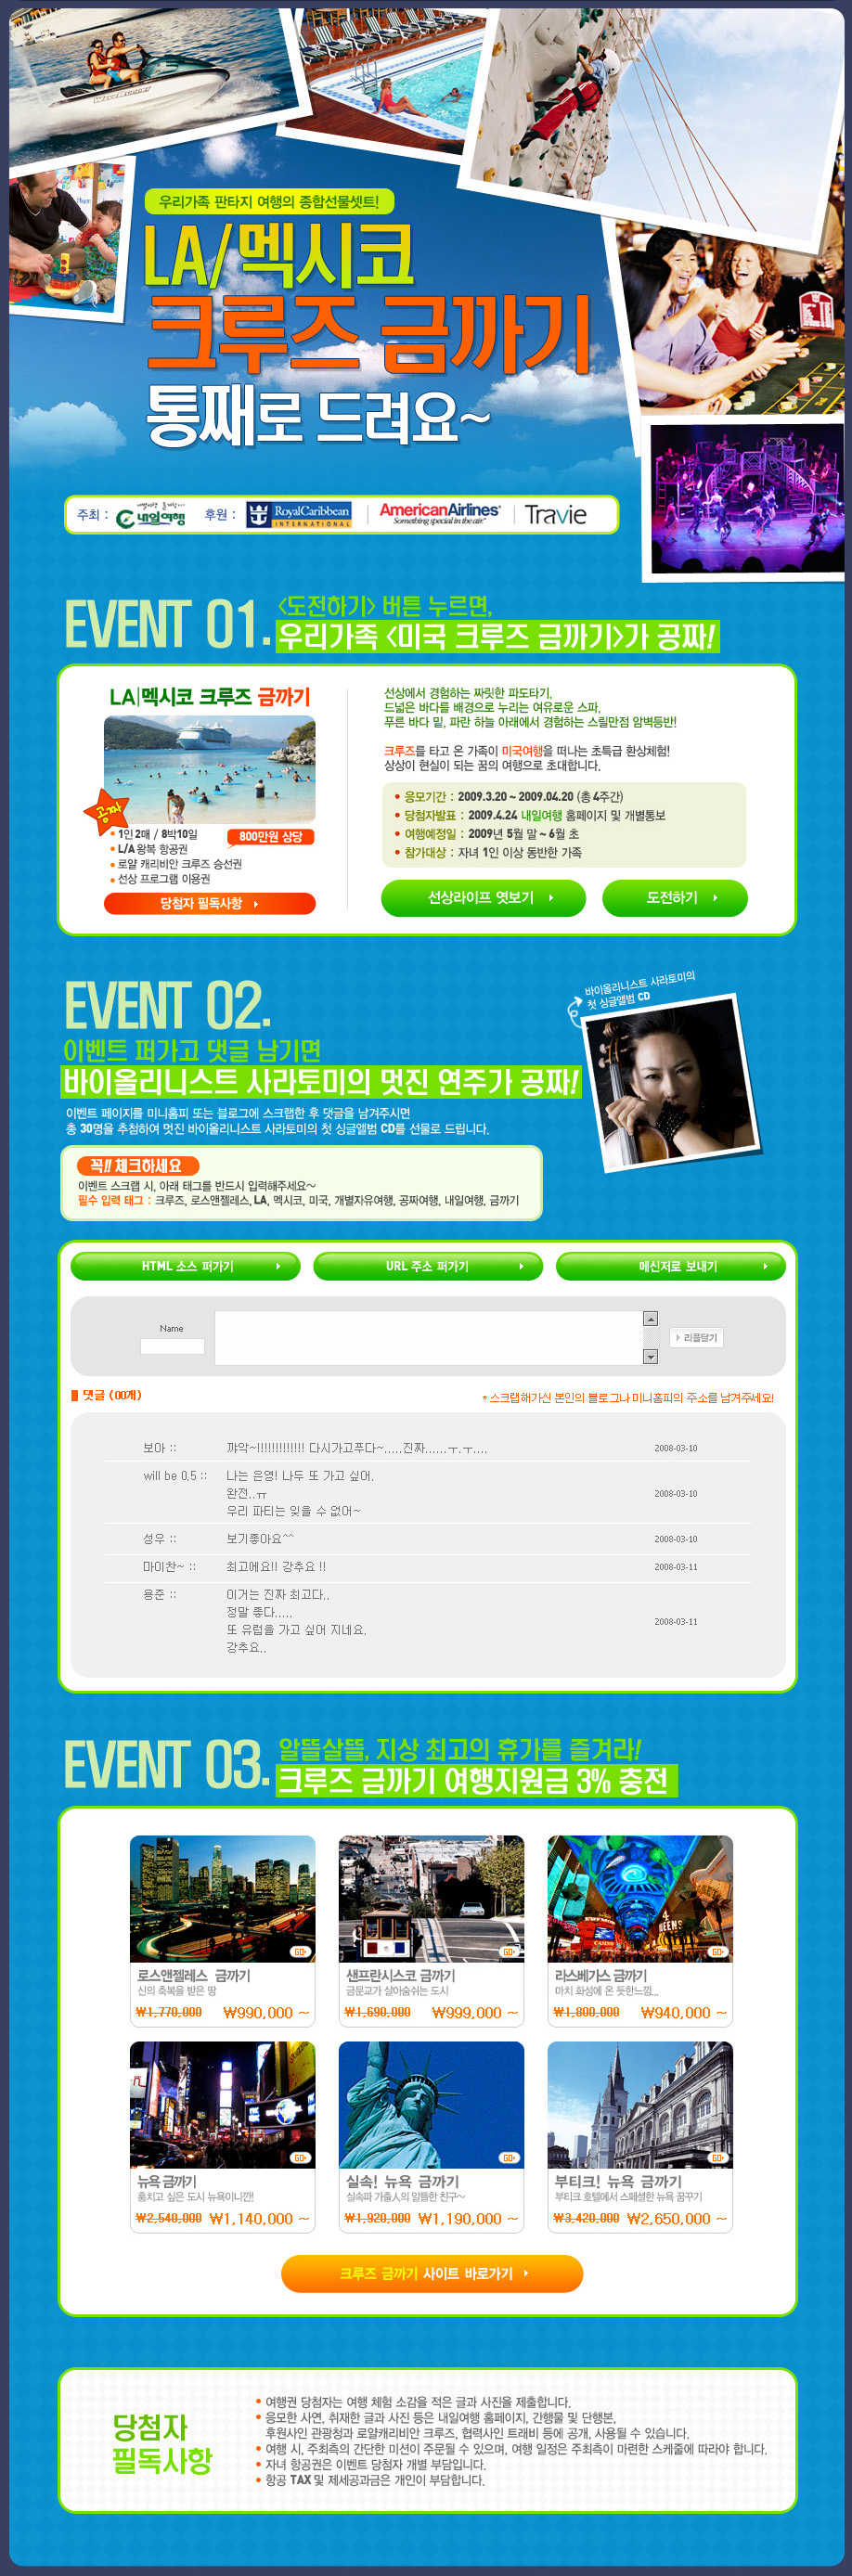 우리가족 판타지 여행의 종합선물셋트!
LA/멕시코
크루즈 금까기
통째로 드려요~
주최 : 내일여행 후원 : RoyalCaribbean INTERNATIONAL AmericanAirlines Something special in the air. Travie
EVENT 01.
<도전하기> 버튼 누르면,
우리가족 <미국 크루즈 금까기>가 공짜!
LA|멕시코 크루즈 금까기
공짜
800만원 상당
1인 2매 / 8박10일
L/A 왕복 항공권
로얄 캐리비안 크루즈 승선권
선상 프로그램 이용권
당첨자 필독사항
선상에서 경험하는 짜릿한 파도타기,
드넓은 바다를 배경으로 누리는 여유로운 스파,
푸른 바다 밑, 파란 하늘 아래에서 경험하는 스릴만점 암벽등반!
크루즈를 타고 온 가족이 미국여행을 떠나는 초특급 환상체험!
상상이 현실이 되는 꿈의 여행으로 초대합니다.
응모기간 : 2009.3.20 ~ 2009.04.20 (총 4주간)
당첨자발표 : 2009.4.24 내일여행 홈페이지 및 개별통보
여행예정일 : 2009년 5월 말 ~ 6월 초
참가대상 : 자녀 1인 이상 동반한 가족
선상라이프 엿보기
도전하기
EVENT 02.
바이올리니스트 사라토미의
첫 싱글앨범 CD
이벤트 퍼가고 댓글 남기면
바이올리니스트 사라토미의 멋진 연주가 공짜!
이벤트 페이지를 미니홈피 또는 블로그에 스크랩한 후 댓글을 남겨주시면
총 30명을 추첨하여 멋진 바이올리니스트 사라토미의 첫 싱글앨범 CD를 선물로 드립니다.
꼭!! 체크하세요
이벤트 스크랩 시, 아래 태그를 반드시 입력해주세요~
필수 입력 태그 : 크루즈, 로스앤젤레스, LA, 멕시코, 미국, 개별자유여행, 공짜여행, 내일여행, 금까기
HTML 소스 퍼가기
URL 주소 퍼가기
메신저로 보내기
Name
리플달기
댓글 (00개)
* 스크랩해가신 본인의 블로그나 미니홈피의 주소를 남겨주세요!
보아 :: 꺄악~!!!!!!!!!!!!! 다시가고푸다~.....진짜......ㅜ.ㅜ.... 2008-03-10
will be 0.5 :: 나는 은영! 나두 또 가고 싶어.
완전..ㅠ 2008-03-10
우리 파티는 잊을 수 없어~
성우 :: 보기좋아요^^ 2008-03-10
마이찬~ :: 최고에요!! 강추요 !! 2008-03-11
용준 :: 이거는 진짜 최고다..
정말 좋다.....
2008-03-11
또 유럽을 가고 싶어 지네요.
강추요..
EVENT 03.
알뜰살뜰, 지상 최고의 휴가를 즐겨라!
크루즈 금까기 여행지원금 3% 충전
GO
로스앤젤레스 금까기
신의 축복을 받은 땅
₩1,770,000 ₩990,000 ~
GO
샌프란시스코 금까기
금문교가 살아숨쉬는 도시
₩1,690,000 ₩999,000 ~
4 QUEENS
CASINO
GO
라스베가스 금까기
마치 화성에 온 듯한느낌...
₩1,800,000 ₩940,000 ~
GO
뉴욕 금까기
훔치고 싶은 도시 뉴욕이니깐!
₩2,540,000 ₩1,140,000 ~
GO
실속! 뉴욕 금까기
실속파 가출人의 알뜰한 친구~
₩1,920,000 ₩1,190,000 ~
GO
부티크! 뉴욕 금까기
부티크 호텔에서 스페셜한 뉴욕 꿈꾸기
₩3,420,000 ₩2,650,000 ~
크루즈 금까기 사이트 바로가기
당첨자
필독사항
여행권 당첨자는 여행 체험 소감을 적은 글과 사진을 제출합니다.
응모한 사연, 취재한 글과 사진 등은 내일여행 홈페이지, 간행물 및 단행본,
후원사인 관광청과 로얄캐리비안 크루즈, 협력사인 트래비 등에 공개, 사용될 수 있습니다.
여행 시, 주최측의 간단한 미션이 주문될 수 있으며, 여행 일정은 주최측이 마련한 스케줄에 따라야 합니다.
자녀 항공권은 이벤트 당첨자 개별 부담입니다.
항공 TAX 및 제세공과금은 개인이 부담합니다.